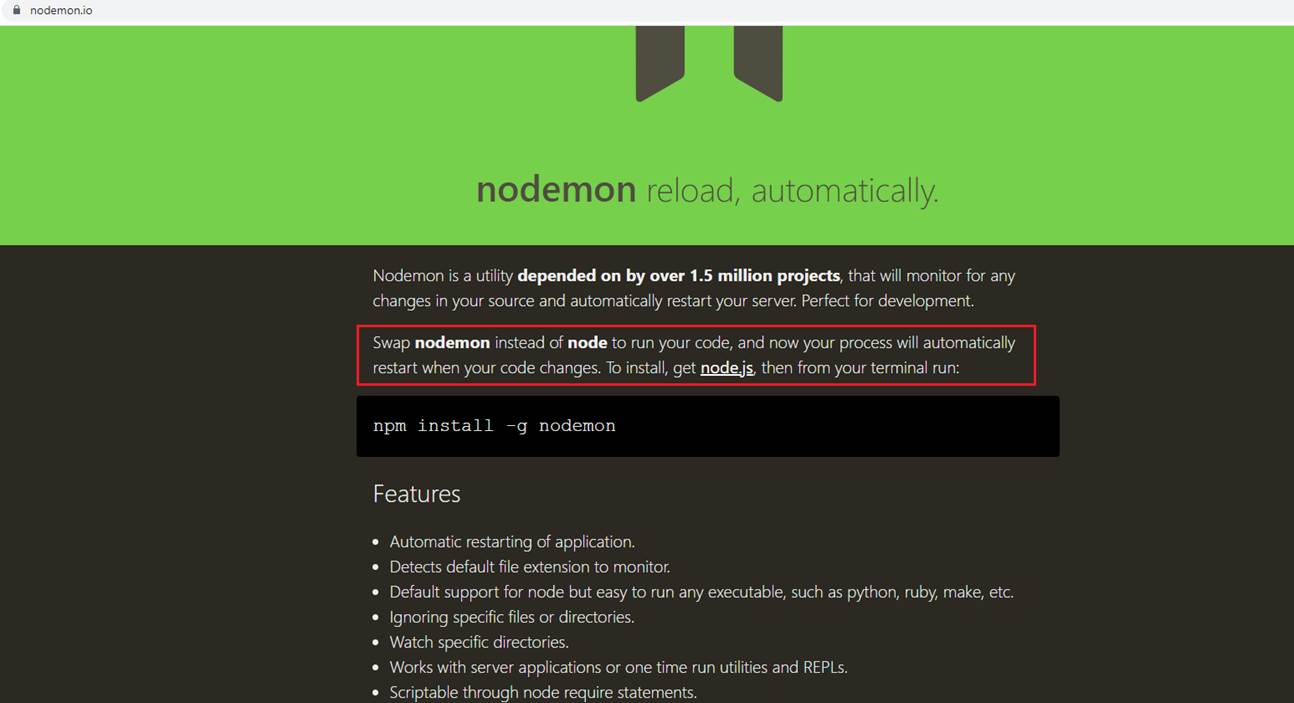 nodemon.io
nodemon reload, automatically.
Nodemon is a utility depended on by over 1.5 million projects, that will monitor for any
changes in your source and automatically restart your server. Perfect for development.
Swap nodemon instead of node to run your code, and now your process will automatically
restart when your code changes. To install, get node.js, then from your terminal run:
npm install -g nodemon
Features
• Automatic restarting of application.
• Detects default file extension to monitor.
• Default support for node but easy to run any executable, such as python, ruby, make, etc.
• Ignoring specific files or directories.
• Watch specific directories.
• Works with server applications or one time run utilities and REPLs.
• Scriptable through node require statements.